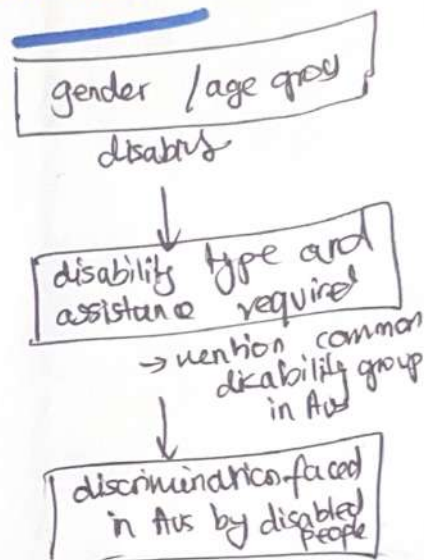 gender / age group
disability
disability type and
assistance required
→ mention common
disability group
in Aus
discrimination faced
in Aus by disabled
people